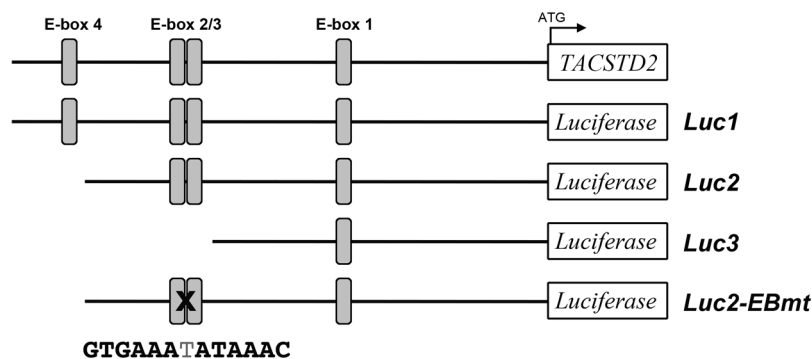 E-box 4 E-box 2/3 E-box 1 ATG
TACSTD2
Luciferase Luc1
Luciferase Luc2
Luciferase Luc3
X Luciferase Luc2-EBmt
GTGAAATATAAAC